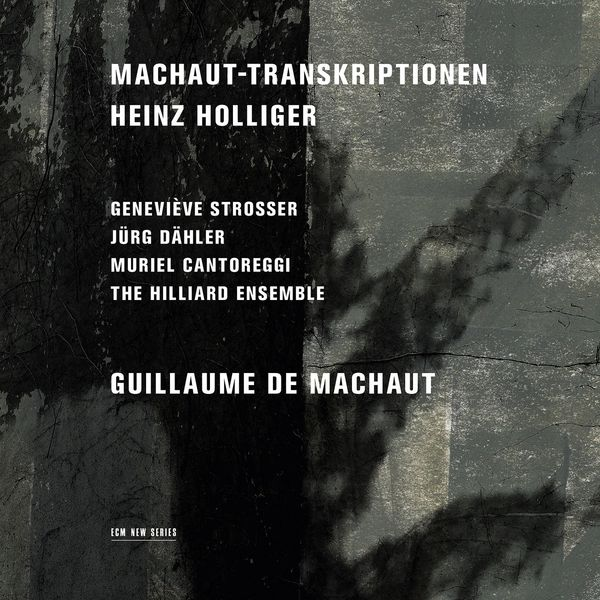 MACHAUT-TRANSKRIPTIONEN
HEINZ HOLLIGER
GENEVIÈVE STROSSER
JÜRG DÄHLER
MURIEL CANTOREGGI
THE HILLIARD ENSEMBLE
GUILLAUME DE MACHAUT
ECM NEW SERIES